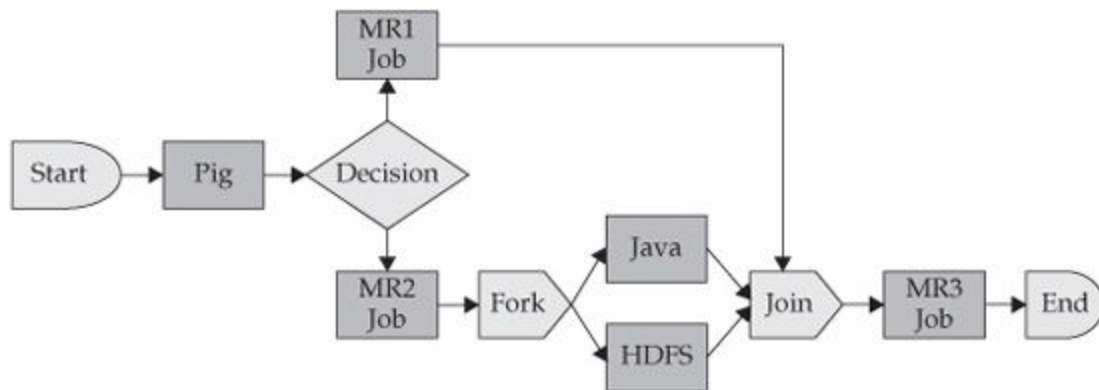 MR1
Job
Start
Pig
Decision
Java
MR2
Job
Fork
Join
MR3
Job
End
HDFS